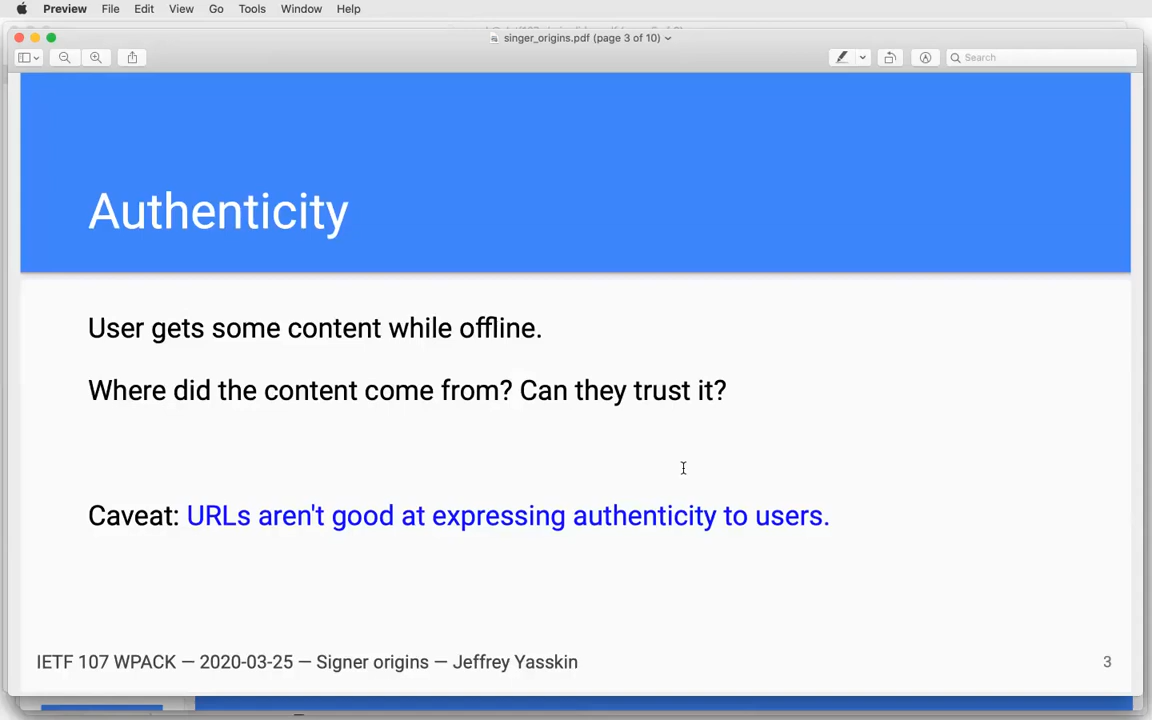 Preview File Edit View Go Tools Window Help
singer_origins.pdf (page 3 of 10)
Search
Authenticity
User gets some content while offline.
Where did the content come from? Can they trust it?
Caveat: URLs aren't good at expressing authenticity to users.
IETF 107 WPACK — 2020-03-25 — Signer origins — Jeffrey Yasskin 3